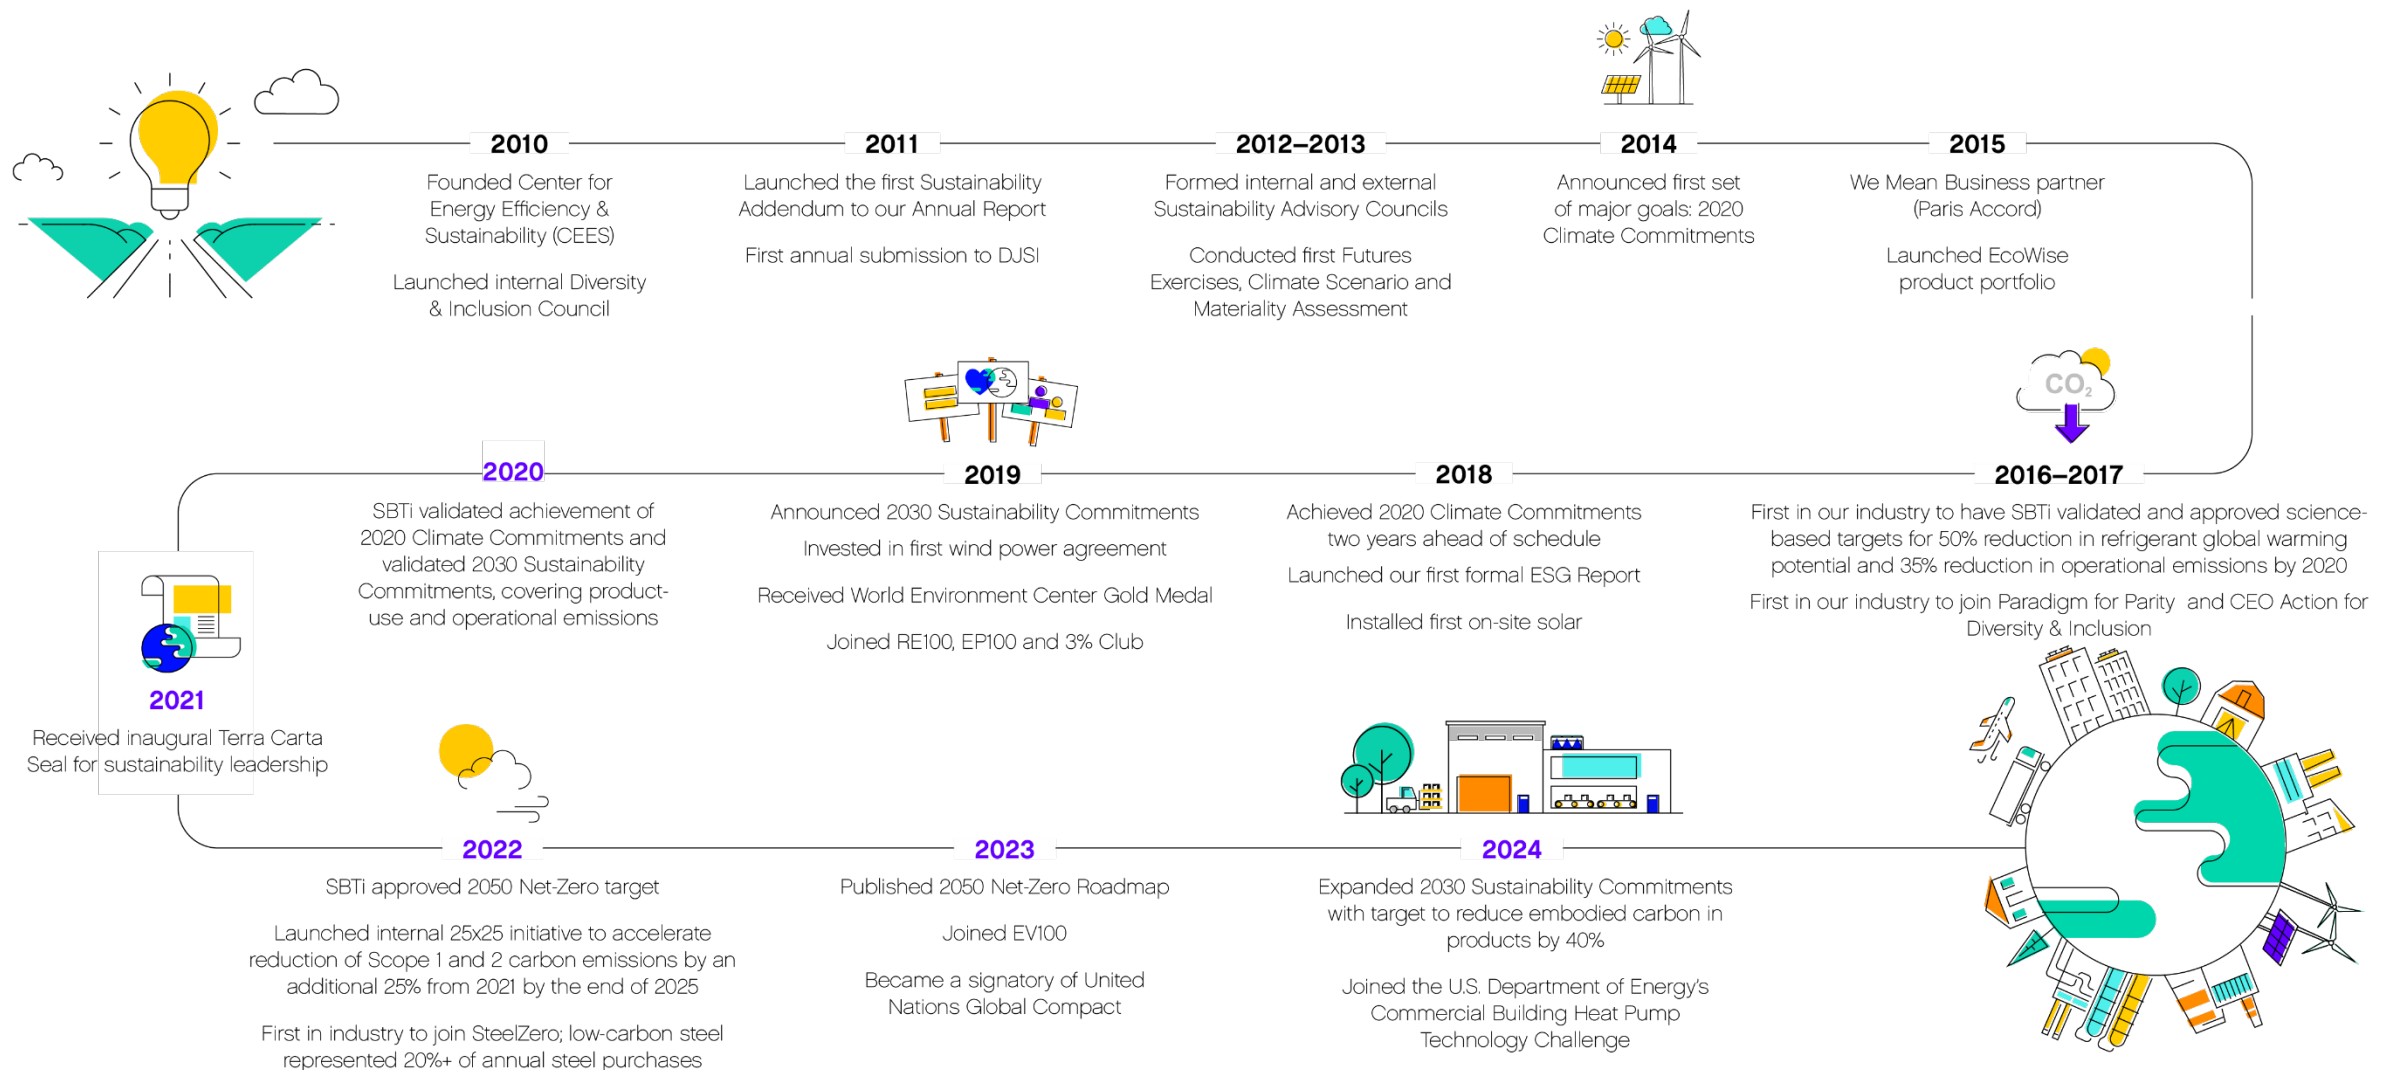 2010
Founded Center for
Energy Efficiency &
Sustainability (CEES)
Launched internal Diversity
& Inclusion Council
2011
Launched the first Sustainability
Addendum to our Annual Report
First annual submission to DJSI
2012–2013
Formed internal and external
Sustainability Advisory Councils
Conducted first Futures
Exercises, Climate Scenario and
Materiality Assessment
2014
Announced first set
of major goals: 2020
Climate Commitments
2015
We Mean Business partner
(Paris Accord)
Launched EcoWise
product portfolio
CO₂
2016–2017
First in our industry to have SBTi validated and approved science-
based targets for 50% reduction in refrigerant global warming
potential and 35% reduction in operational emissions by 2020
First in our industry to join Paradigm for Parity and CEO Action for
Diversity & Inclusion
2018
Achieved 2020 Climate Commitments
two years ahead of schedule
Launched our first formal ESG Report
Installed first on-site solar
2019
Announced 2030 Sustainability Commitments
Invested in first wind power agreement
Received World Environment Center Gold Medal
Joined RE100, EP100 and 3% Club
2020
SBTi validated achievement of
2020 Climate Commitments and
validated 2030 Sustainability
Commitments, covering product-
use and operational emissions
2021
Received inaugural Terra Carta
Seal for sustainability leadership
2022
SBTi approved 2050 Net-Zero target
Launched internal 25x25 initiative to accelerate
reduction of Scope 1 and 2 carbon emissions by an
additional 25% from 2021 by the end of 2025
First in industry to join SteelZero; low-carbon steel
represented 20%+ of annual steel purchases
2023
Published 2050 Net-Zero Roadmap
Joined EV100
Became a signatory of United
Nations Global Compact
2024
Expanded 2030 Sustainability Commitments
with target to reduce embodied carbon in
products by 40%
Joined the U.S. Department of Energy's
Commercial Building Heat Pump
Technology Challenge